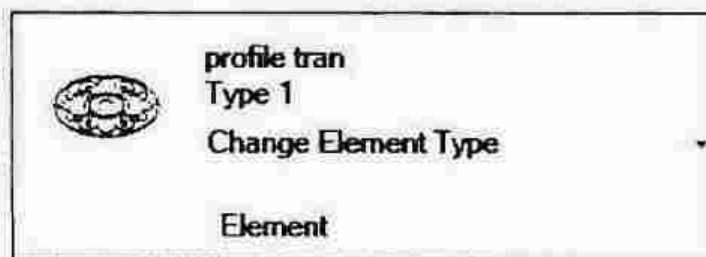 profile tran
Type 1
Change Element Type
Element